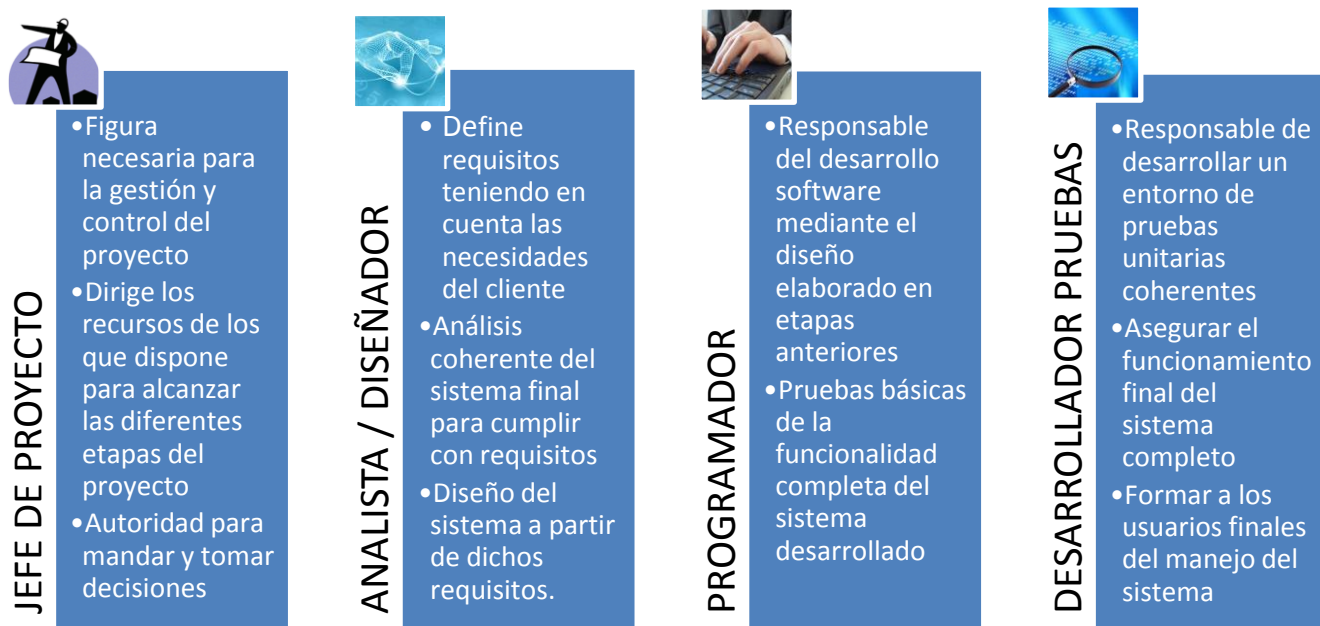 JEFE DE PROYECTO
•Figura
necesaria para
la gestión y
control del
proyecto
•Dirige los
recursos de los
que dispone
para alcanzar
las diferentes
etapas del
proyecto
•Autoridad para
mandar y tomar
decisiones
ANALISTA / DISEÑADOR
• Define
requisitos
teniendo en
cuenta las
necesidades
del cliente
•Análisis
coherente del
sistema final
para cumplir
con requisitos
•Diseño del
sistema a partir
de dichos
requisitos.
PROGRAMADOR
•Responsable
del desarrollo
software
mediante el
diseño
elaborado en
etapas
anteriores
•Pruebas básicas
de la
funcionalidad
completa del
sistema
desarrollado
DESARROLLADOR PRUEBAS
•Responsable de
desarrollar un
entorno de
pruebas
unitarias
coherentes
•Asegurar el
funcionamiento
final del
sistema
completo
•Formar a los
usuarios finales
del manejo del
sistema